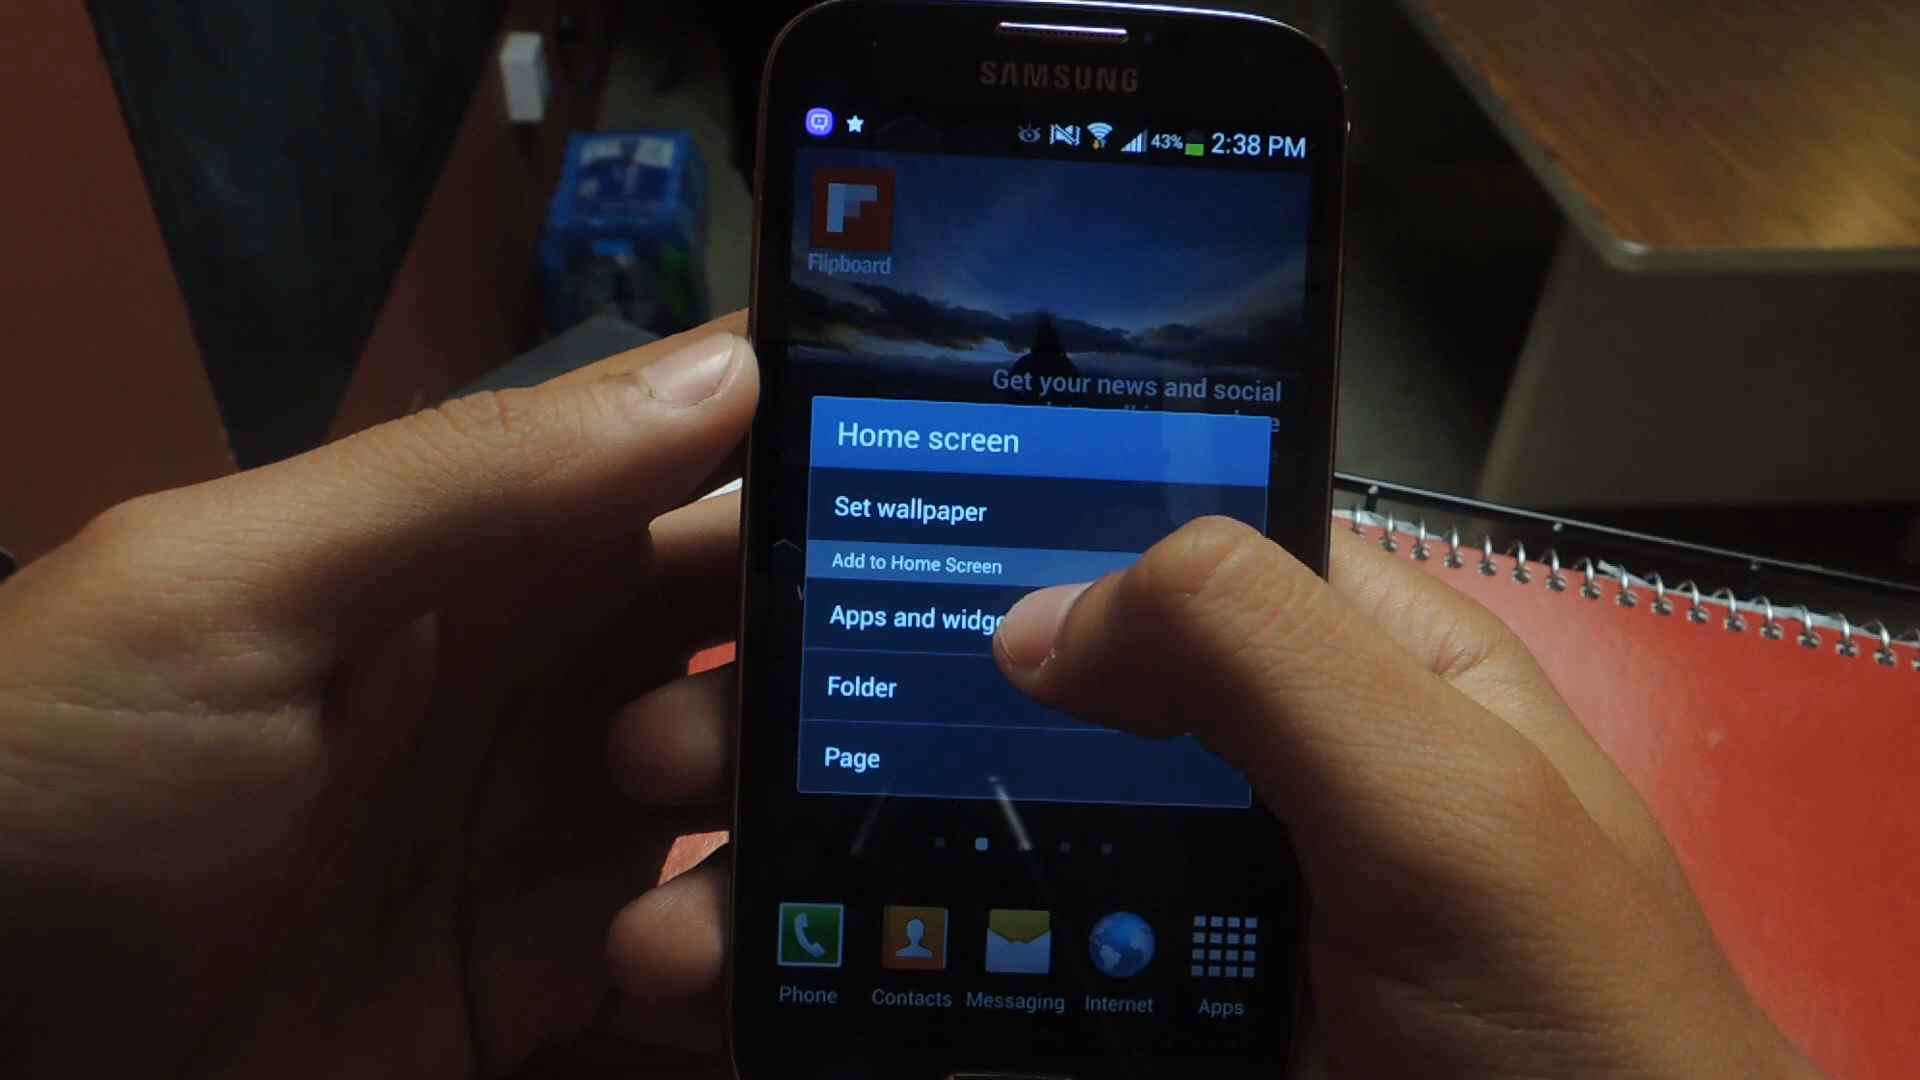 SAMSUNG
43% 2:38 PM
Flipboard
Get your news and social
Home screen
Set wallpaper
Add to Home Screen
Apps and widge
Folder
Page
Phone Contacts Messaging Internet Apps